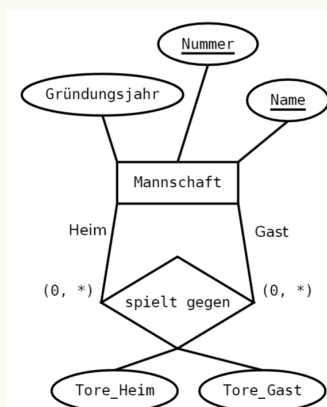 Nummer
Gründungsjahr
Name
Mannschaft
Heim
Gast
(0, *)
(0, *)
spielt gegen
Tore_Heim
Tore_Gast